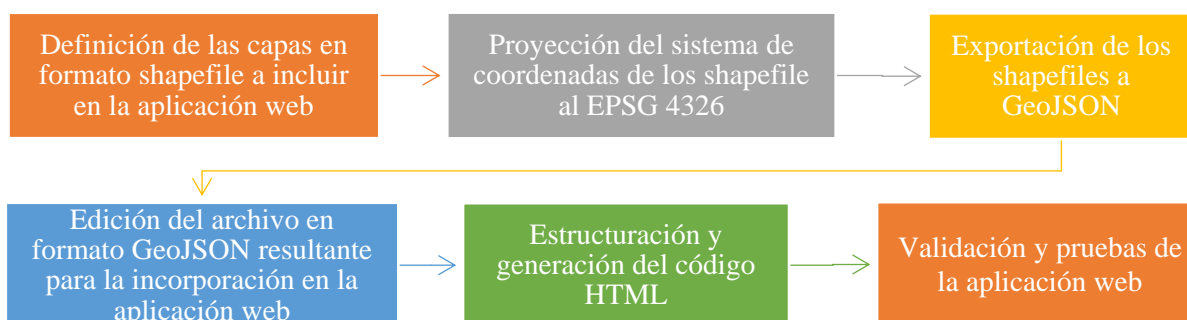 Definición de las capas en
formato shapefile a incluir
en la aplicación web
Proyección del sistema de
coordenadas de los shapefile
al EPSG 4326
Exportación de los
shapefiles a
GeoJSON
Edición del archivo en
formato GeoJSON resultante
para la incorporación en la
aplicación web
Estructuración y
generación del código
HTML
Validación y pruebas de
la aplicación web